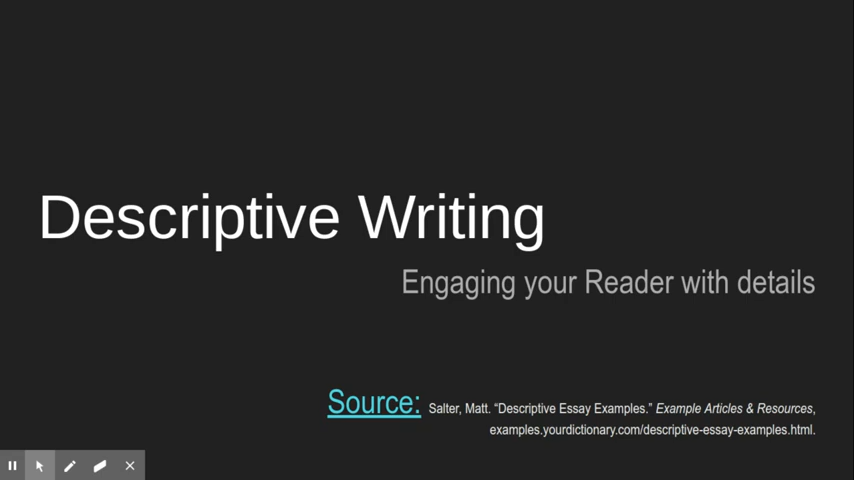 Descriptive Writing
Engaging your Reader with details
Source: Salter, Matt. “Descriptive Essay Examples.” Example Articles & Resources,
examples.yourdictionary.com/descriptive-essay-examples.html.